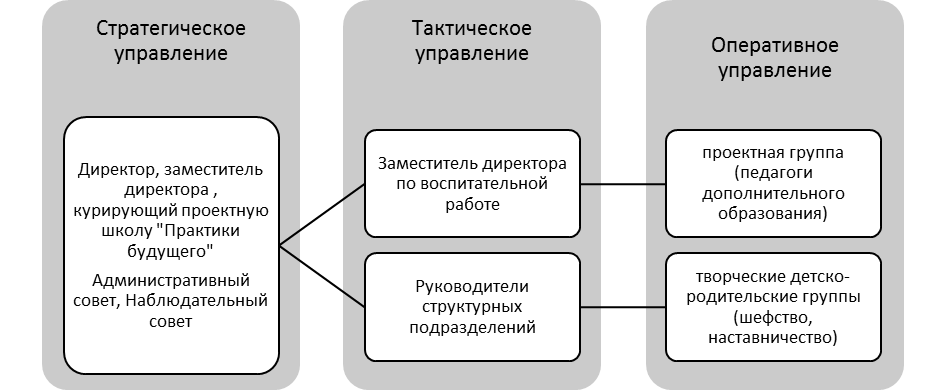 Стратегическое
управление
Директор, заместитель
директора ,
курирующий проектную
школу "Практики
будущего"
Административный
совет, Наблюдательный
совет
Тактическое
управление
Заместитель директора
по воспитательной
работе
Руководители
структурных
подразделений
Оперативное
управление
проектная группа
(педагоги
дополнительного
образования)
творческие детско-
родительские группы
(шефство,
наставничество)